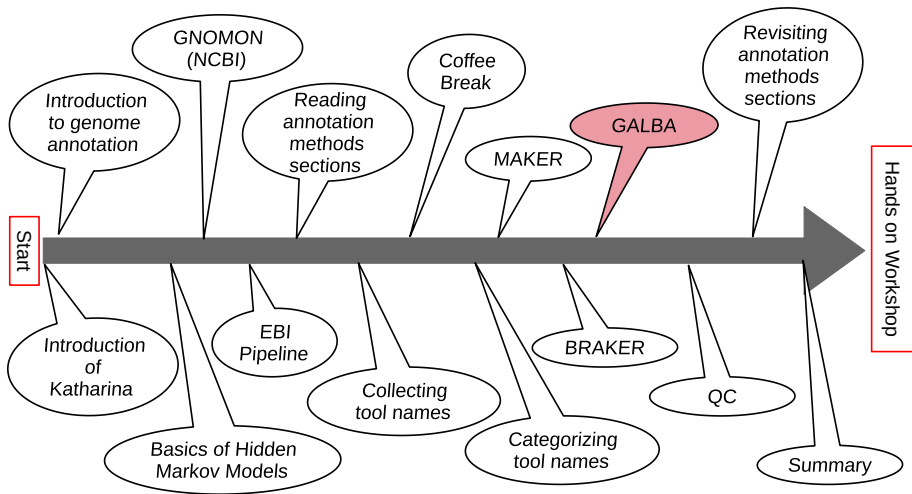 Start
Introduction
of
Katharina
Introduction
to genome
annotation
Basics of Hidden
Markov Models
GNOMON
(NCBI)
EBI
Pipeline
Reading
annotation
methods
sections
Collecting
tool names
Coffee
Break
Categorizing
tool names
MAKER
BRAKER
GALBA
QC
Revisiting
annotation
methods
sections
Summary
Hands on Workshop